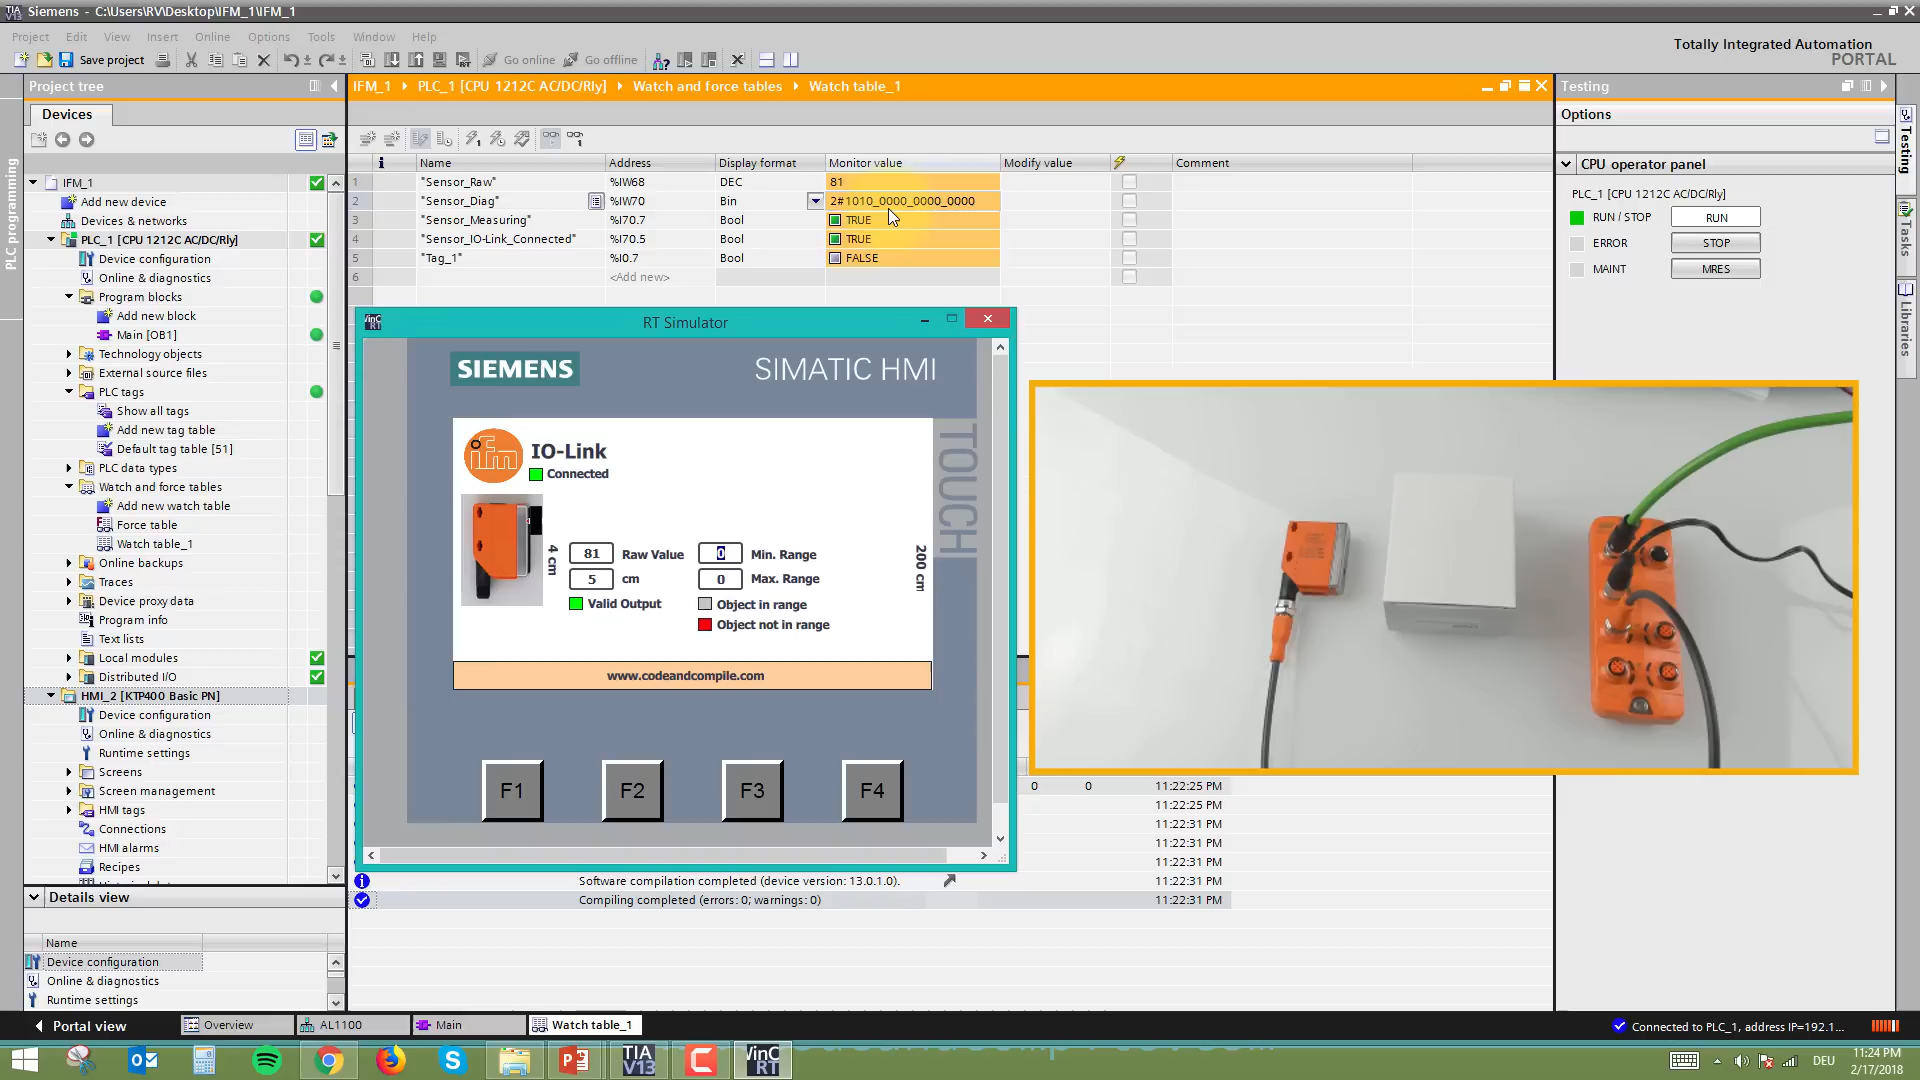 Siemens - C:\Users\RV\Desktop\IFM_1\IFM_1
Project Edit View Insert Online Options Tools Window Help
Totally Integrated Automation
PORTAL
Save project Go online Go offline
Project tree
Devices
PLC programming
IFM_1
Add new device
Devices & networks
PLC_1 [CPU 1212C AC/DC/Rly]
Device configuration
Online & diagnostics
Program blocks
Add new block
Main [OB1]
Technology objects
External source files
PLC tags
Show all tags
Add new tag table
Default tag table [51]
PLC data types
Watch and force tables
Add new watch table
Force table
Watch table_1
Online backups
Traces
Device proxy data
Program info
Text lists
Local modules
Distributed I/O
HMI_2 [KTP400 Basic PN]
Device configuration
Online & diagnostics
Runtime settings
Screens
Screen management
HMI tags
Connections
HMI alarms
Recipes
Details view
Name
Device configuration
Online & diagnostics
Runtime settings
IFM_1 PLC_1 [CPU 1212C AC/DC/Rly] Watch and force tables Watch table_1
i Name Address Display format Monitor value Modify value Comment
1 "Sensor_Raw" %IW68 DEC 81
2 "Sensor_Diag" %IW70 Bin 2#1010_0000_0000_0000
3 "Sensor_Measuring" %I70.7 Bool TRUE
4 "Sensor_IO-Link_Connected" %I70.5 Bool TRUE
5 "Tag_1" %I0.7 Bool FALSE
6 <Add new>
WinC RT
RT Simulator
SIEMENS SIMATIC HMI
TOUCH
ifm IO-Link
Connected
4 cm
81 Raw Value 0 Min. Range
5 cm 0 Max. Range
200 cm
Valid Output Object in range
Object not in range
www.codeandcompile.com
F1 F2 F3 F4
0 0 11:22:25 PM
11:22:25 PM
11:22:31 PM
11:22:31 PM
11:22:31 PM
Software compilation completed (device version: 13.0.1.0). 11:22:31 PM
Compiling completed (errors: 0; warnings: 0) 11:22:31 PM
Testing
Options
CPU operator panel
PLC_1 [CPU 1212C AC/DC/Rly]
RUN / STOP RUN
ERROR STOP
MAINT MRES
Testing
Tasks
Libraries
Portal view Overview AL1100 Main Watch table_1
Connected to PLC_1, address IP=192.1...
TIA V13
WinC RT
DEU
11:24 PM
2/17/2018